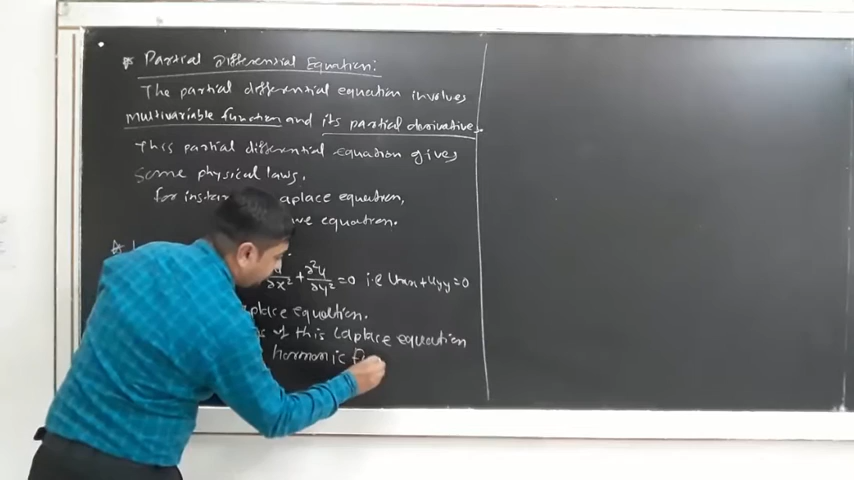 * Partial Differential Equation:
The partial differential equation involves
multivariable function and its partial derivative.
This partial differential equation gives
some physical laws.
for aplace equation,
equation.
∂x² + ∂²u/∂y² = 0 i.e Uxx + Uyy = 0
place equation.
of this Laplace equation
harmonic